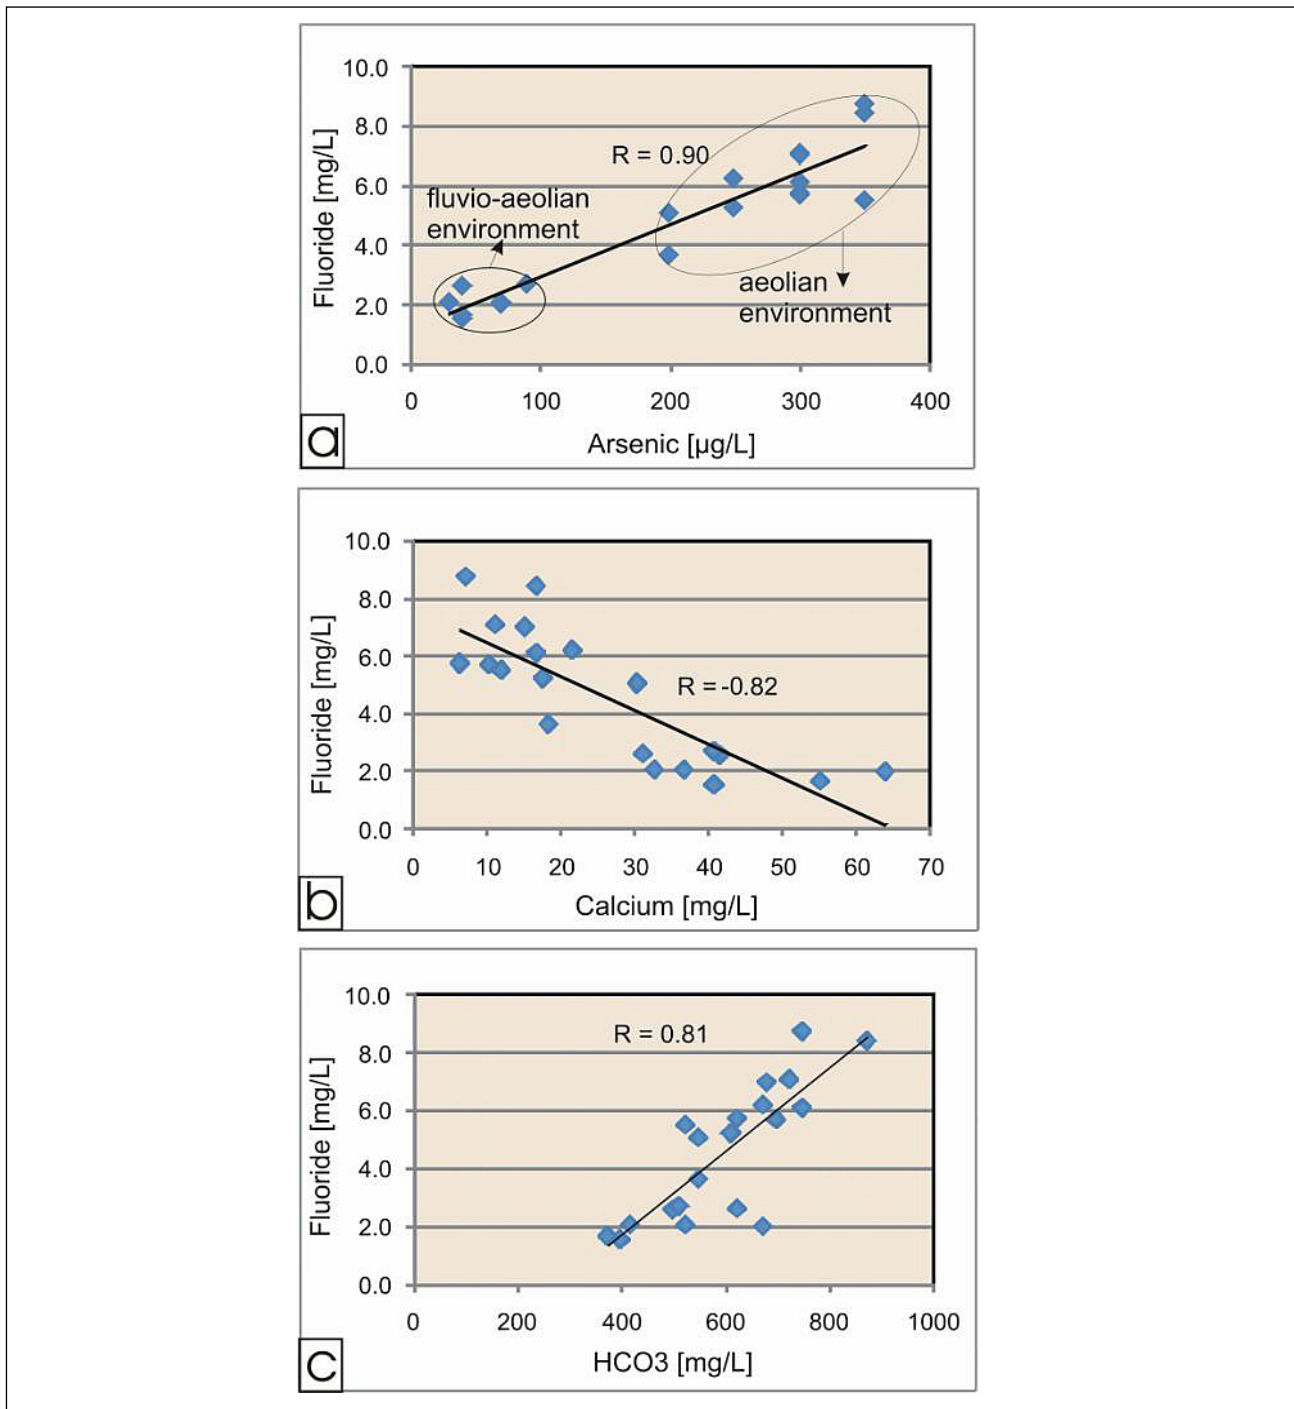 10.0
8.0
6.0
4.0
2.0
0.0
Fluoride [mg/L]
R = 0.90
fluvio-aeolian
environment
aeolian
environment
0 100 200 300 400
Arsenic [µg/L]
a
10.0
8.0
6.0
4.0
2.0
0.0
Fluoride [mg/L]
R = -0.82
0 10 20 30 40 50 60 70
Calcium [mg/L]
b
10.0
8.0
6.0
4.0
2.0
0.0
Fluoride [mg/L]
R = 0.81
0 200 400 600 800 1000
HCO3 [mg/L]
c